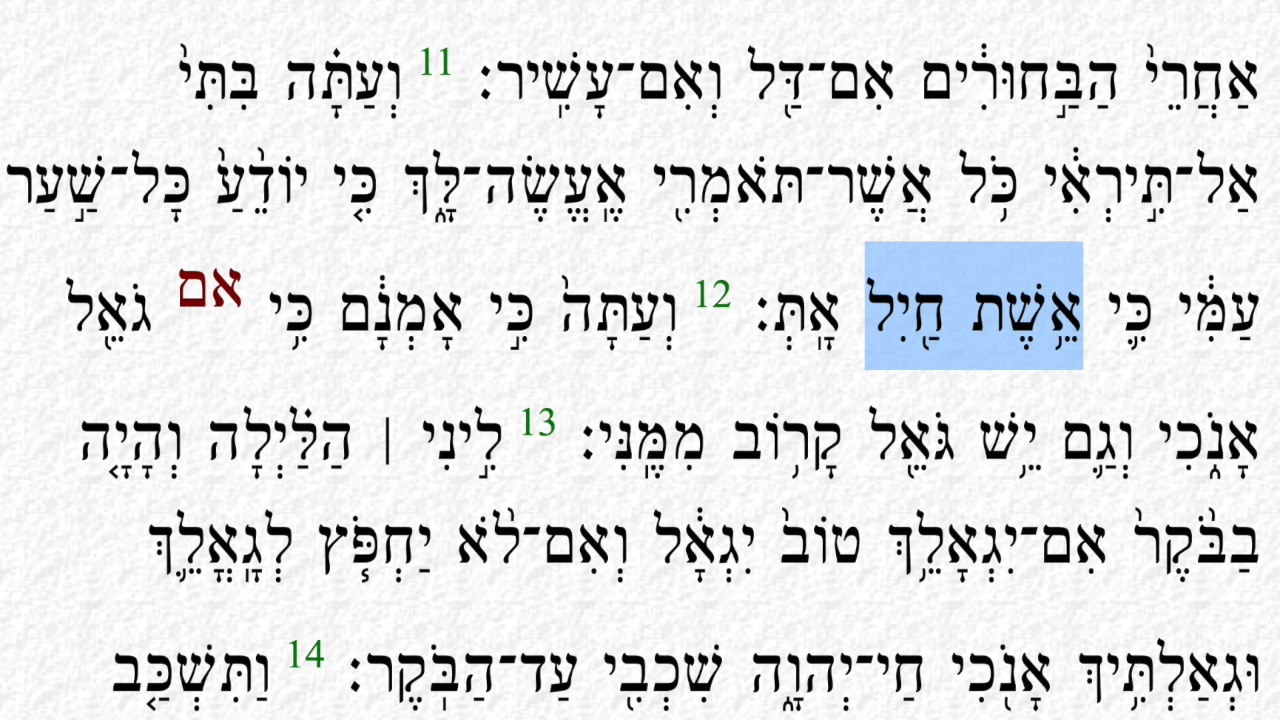 אַחֲרֵי֙ הַבַּ֣חוּרִ֔ים אִם־דַּ֖ל וְאִם־עָשִֽׁיר׃ 11 וְעַתָּ֗ה בִּתִּי֙
אַל־תִּ֣ירְאִ֔י כֹּ֥ל אֲשֶׁר־תֹּאמְרִ֖י אֶֽעֱשֶׂה־לָּ֑ךְ כִּ֤י יוֹדֵ֙עַ֙ כָּל־שַׁ֣עַר
עַמִּ֔י כִּ֛י אֵ֥שֶׁת חַ֖יִל אָֽתְּ׃ 12 וְעַתָּה֙ כִּ֣י אָמְנָ֔ם כִּ֥י אם גֹאֵ֖ל
אָנֹ֑כִי וְגַ֛ם יֵ֥שׁ גֹּאֵ֖ל קָר֥וֹב מִמֶּֽנִּי׃ 13 לִ֣ינִי ׀ הַלַּ֗יְלָה וְהָיָ֤ה
בַבֹּ֙קֶר֙ אִם־יִגְאָלֵ֥ךְ טוֹב֙ יִגְאָ֔ל וְאִם־לֹ֨א יַחְפֹּ֧ץ לְגָֽאֳלֵ֛ךְ
וּגְאַלְתִּ֥יךְ אָנֹ֖כִי חַי־יְהוָ֑ה שִׁכְבִ֖י עַד־הַבֹּֽקֶר׃ 14 וַתִּשְׁכַּ֤ב